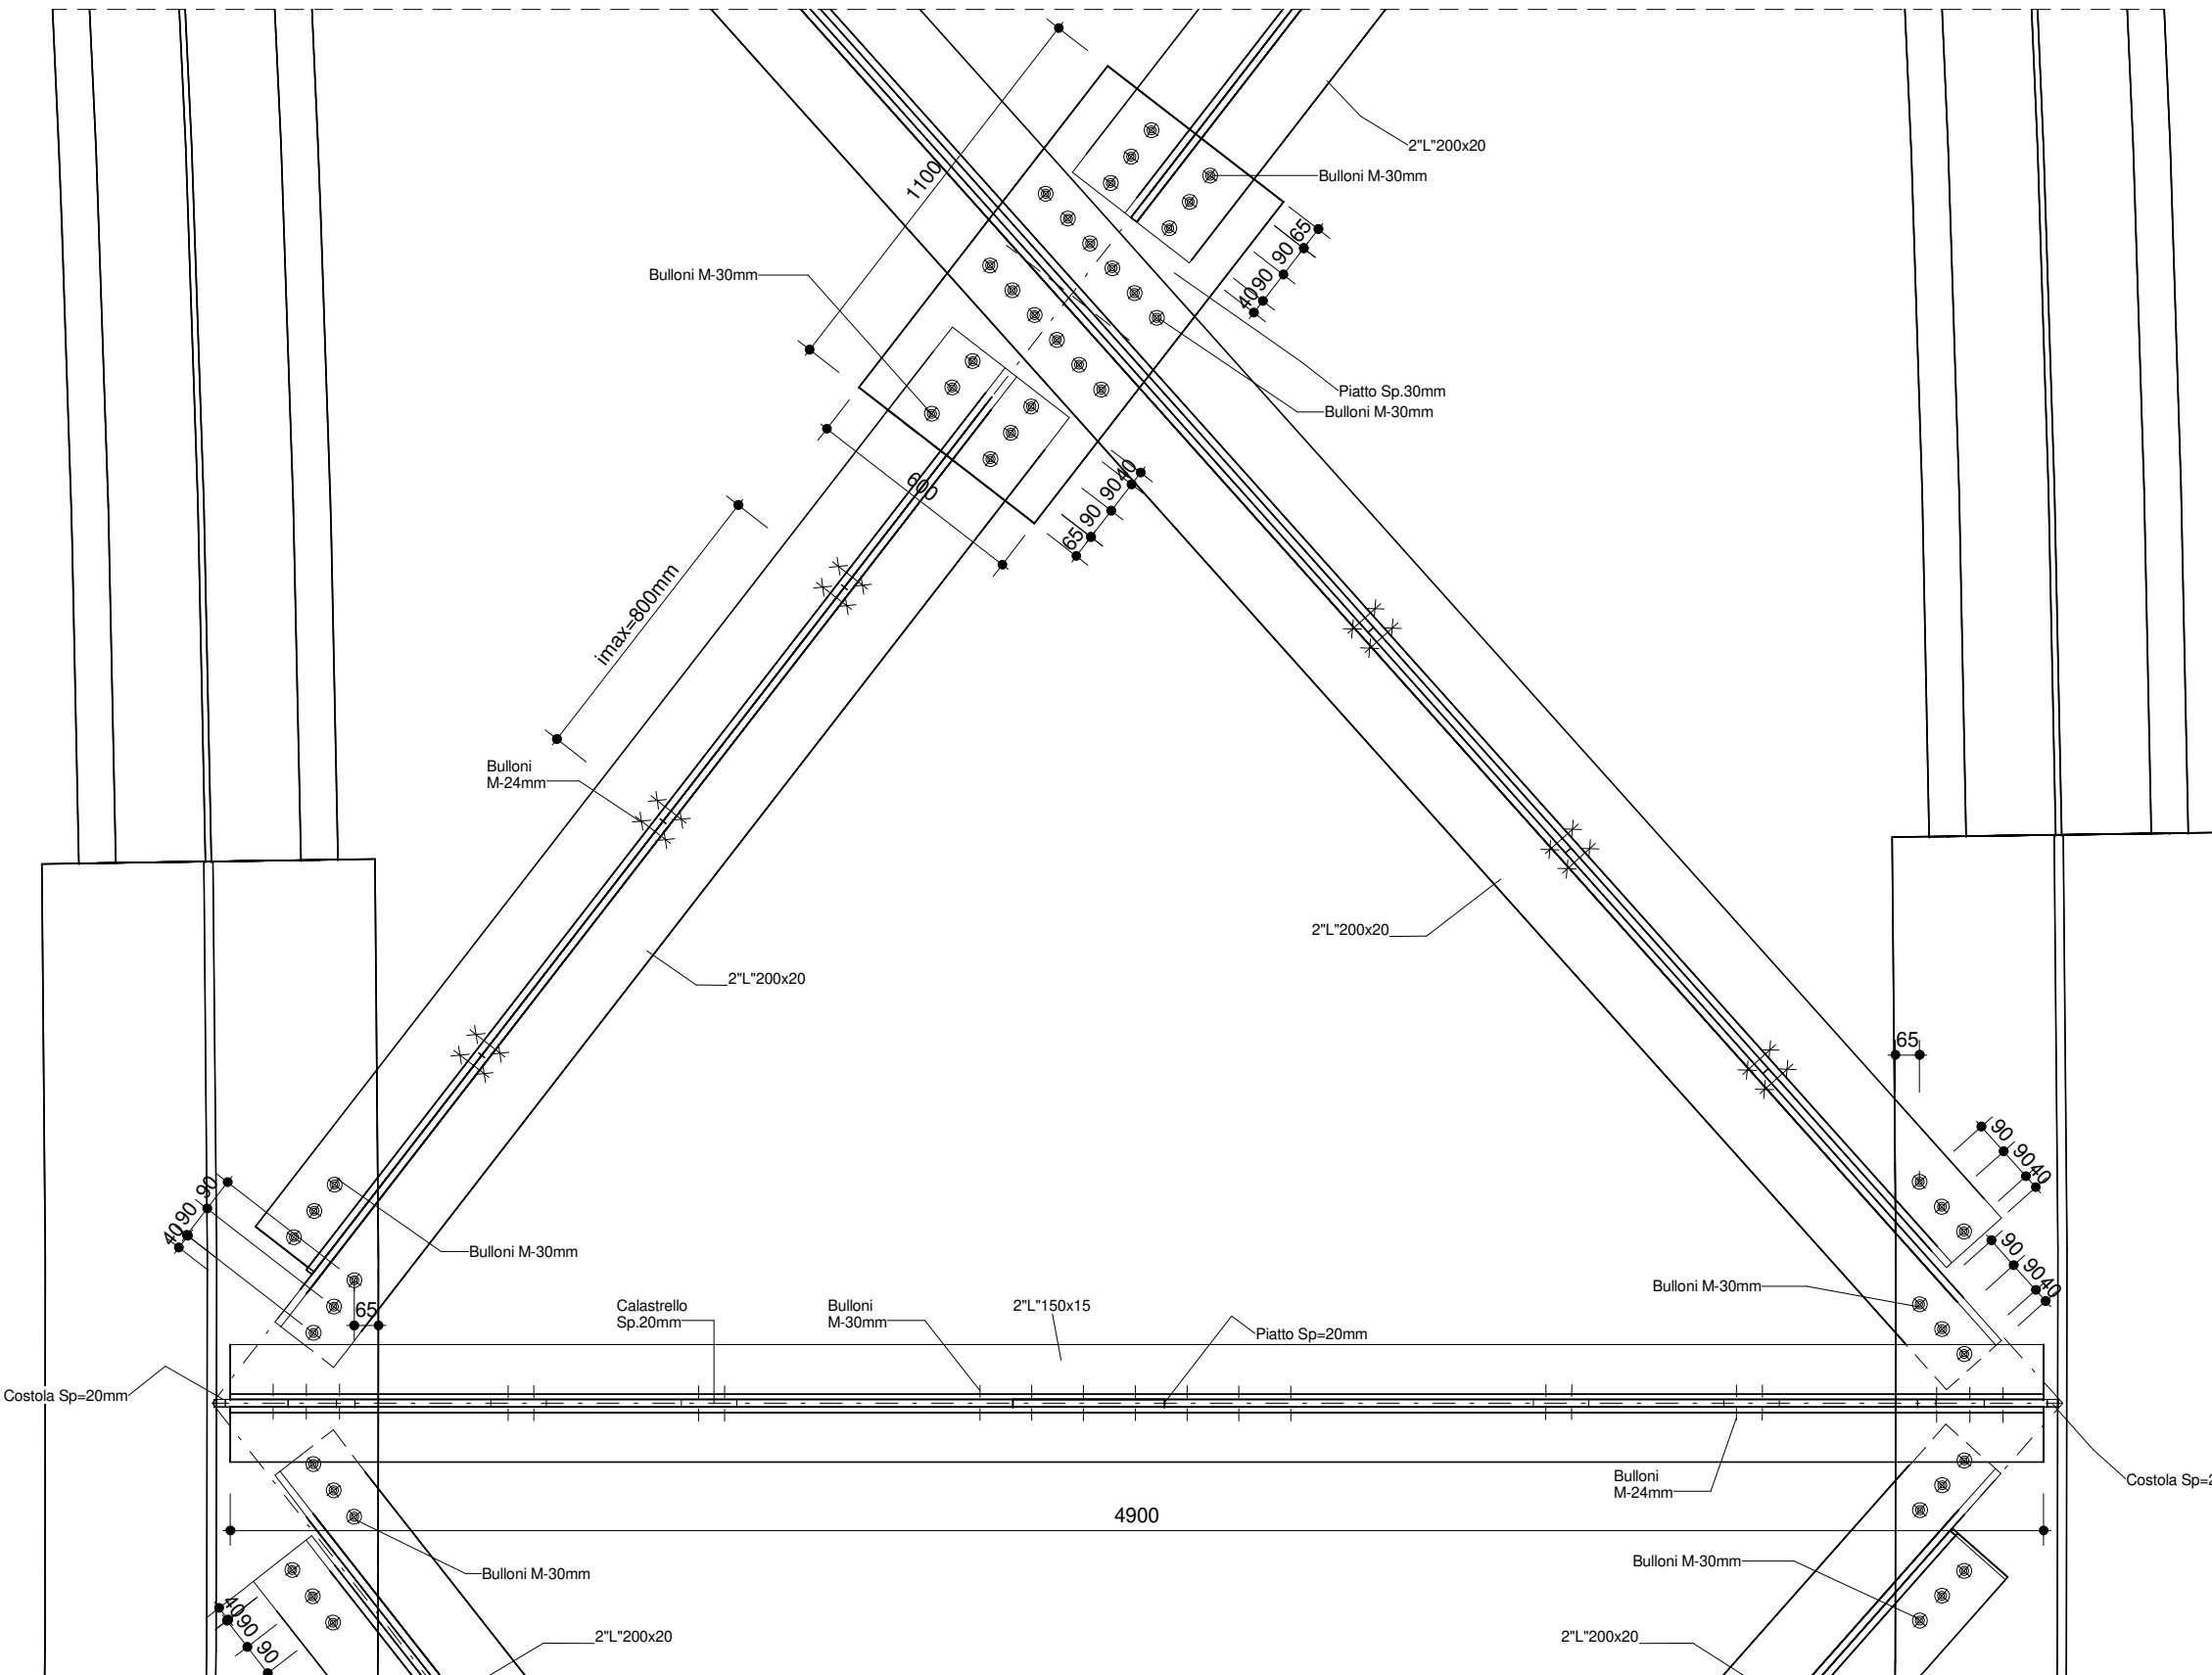 2"L"200x20
Bulloni M-30mm
1100
65
90
90
40
Bulloni M-30mm
Piatto Sp.30mm
Bulloni M-30mm
600
40
90
90
65
imax=800mm
Bulloni
M-24mm
2"L"200x20
2"L"200x20
65
90
90
40
90
90
40
90
90
40
Bulloni M-30mm
65
Bulloni M-30mm
Calastrello
Sp.20mm
Bulloni
M-30mm
2"L"150x15
Piatto Sp=20mm
Costola Sp=20mm
Bulloni
M-24mm
Costola Sp=2
4900
Bulloni M-30mm
Bulloni M-30mm
40
90
90
2"L"200x20
2"L"200x20